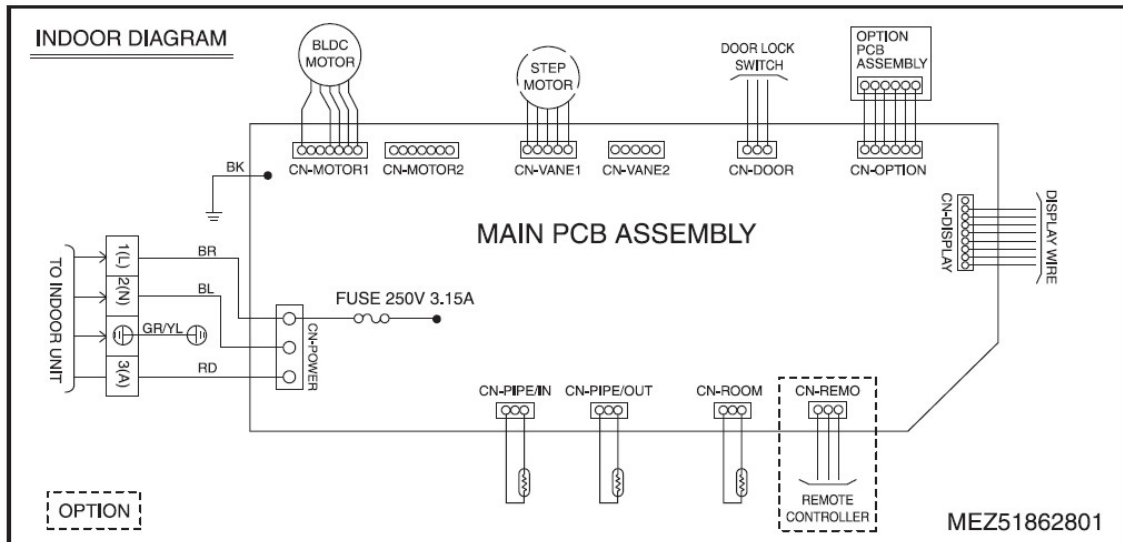 INDOOR DIAGRAM
BLDC
MOTOR
STEP
MOTOR
DOOR LOCK
SWITCH
OPTION
PCB
ASSEMBLY
CN-MOTOR1
CN-MOTOR2
CN-VANE1
CN-VANE2
CN-DOOR
CN-OPTION
BK
CN-DISPLAY
DISPLAY WIRE
MAIN PCB ASSEMBLY
TO INDOOR UNIT
1(L)
BR
2(N)
BL
GR/YL
3(A)
RD
CN-POWER
FUSE 250V 3.15A
CN-PIPE/IN
CN-PIPE/OUT
CN-ROOM
CN-REMO
REMOTE
CONTROLLER
OPTION
MEZ51862801